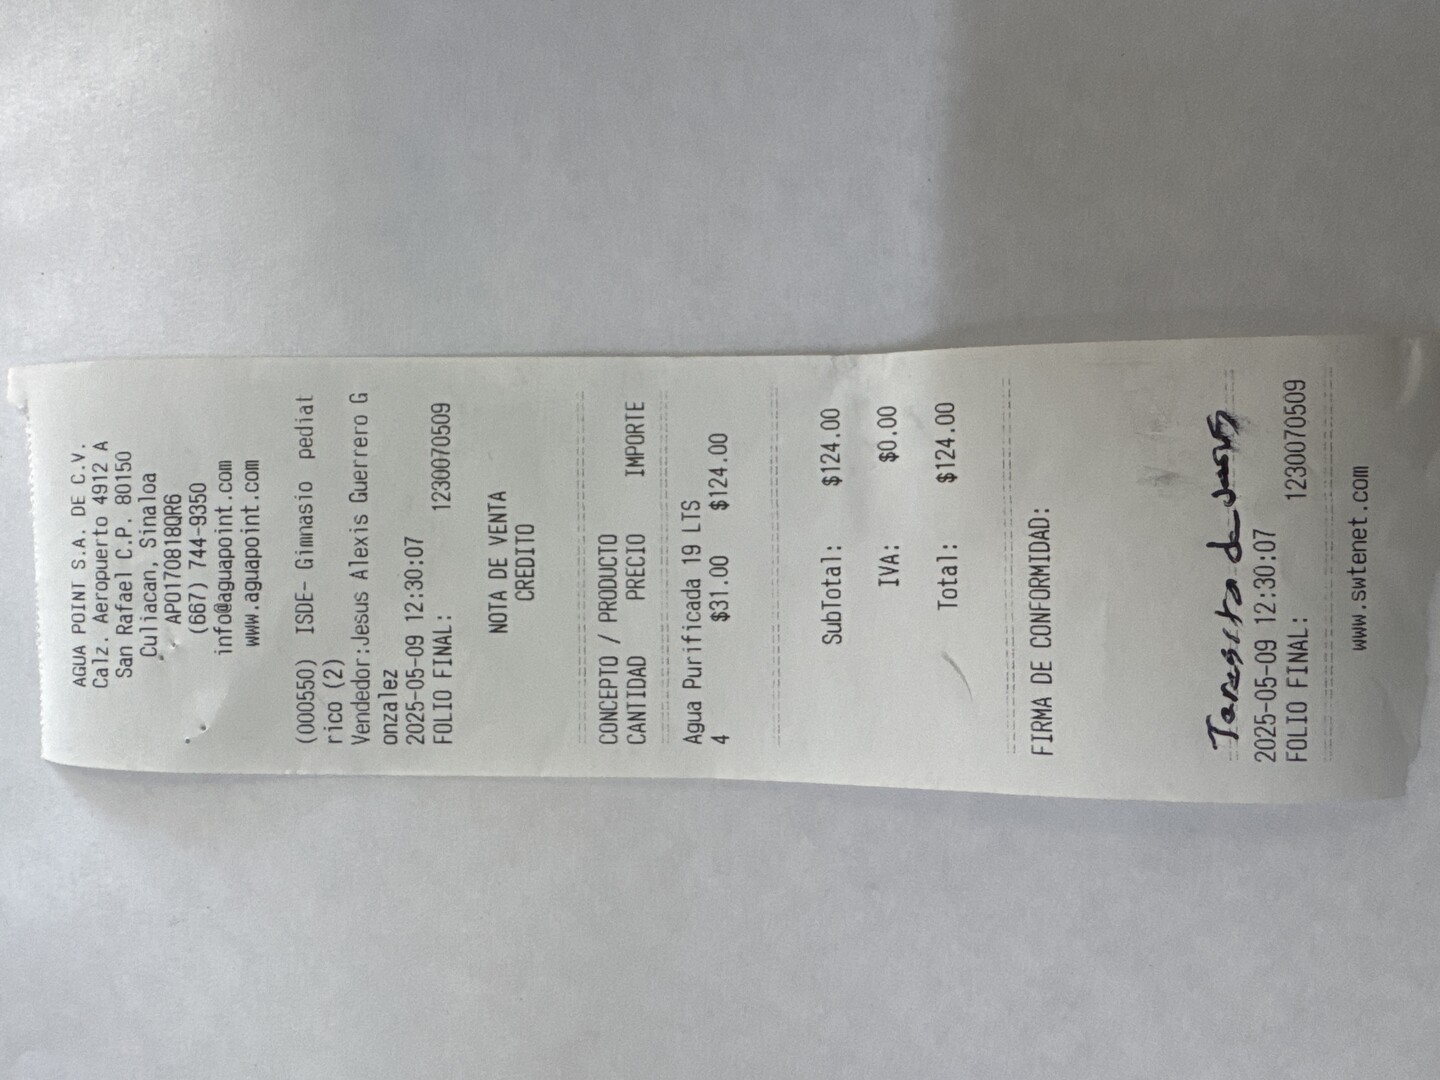 AGUA POINT S.A. DE C.V.
Calz. Aeropuerto 4912 A
San Rafael C.P. 80150
Culiacan, Sinaloa
APO170818QR6
(667) 744-9350
info@aguapoint.com
www.aguapoint.com
(000550) ISDE- Gimnasio pediat
rico (2)
Vendedor:Jesus Alexis Guerrero G
onzalez
2025-05-09 12:30:07
FOLIO FINAL: 1230070509
NOTA DE VENTA
CREDITO
CONCEPTO / PRODUCTO
CANTIDAD PRECIO IMPORTE
Agua Purificada 19 LTS
4 $31.00 $124.00
SubTotal: $124.00
IVA: $0.00
Total: $124.00
FIRMA DE CONFORMIDAD:
2025-05-09 12:30:07
FOLIO FINAL: 1230070509
www.swtenet.com